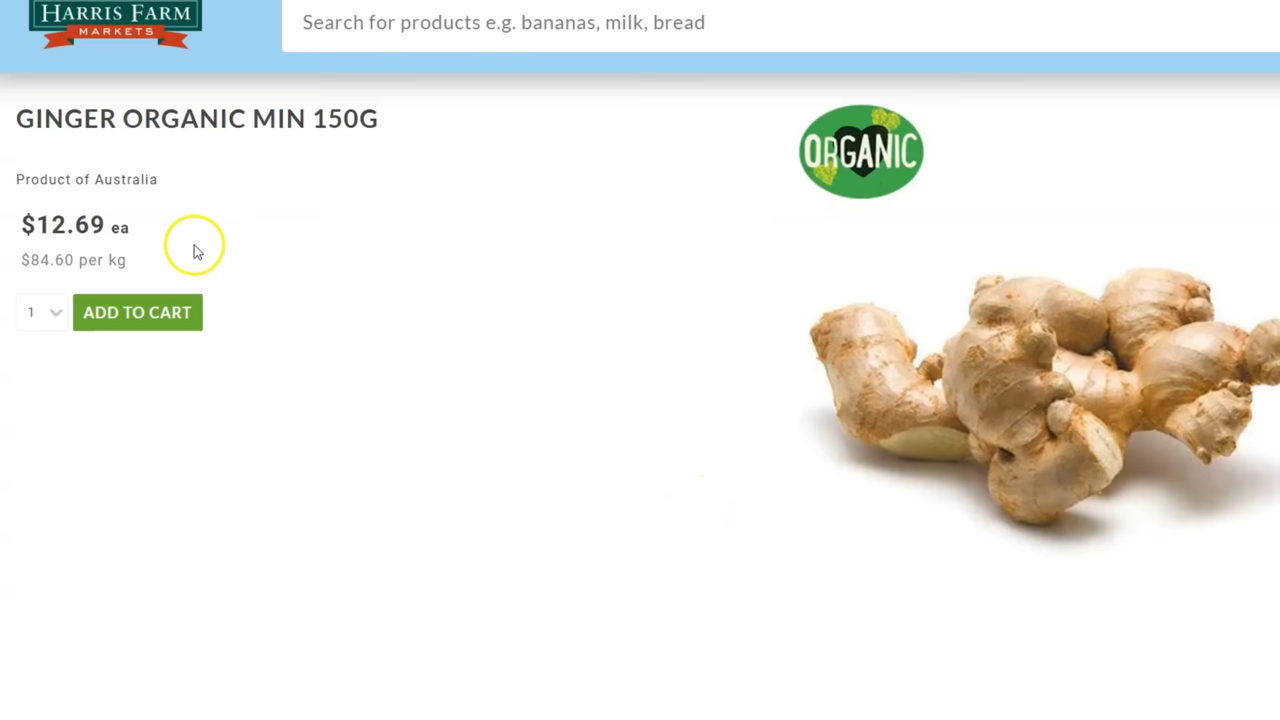 HARRIS FARM
MARKETS
Search for products e.g. bananas, milk, bread
GINGER ORGANIC MIN 150G
ORGANIC
Product of Australia
$12.69 ea
$84.60 per kg
1
ADD TO CART